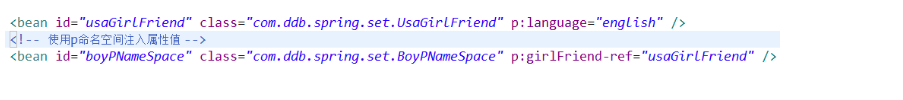 <bean id="usaGirlFriend" class="com.ddb.spring.set.UsaGirlFriend" p:language="english" />
<!-- 使用p命名空间注入属性值 -->
<bean id="boyPNameSpace" class="com.ddb.spring.set.BoyPNameSpace" p:girlFriend-ref="usaGirlFriend" />